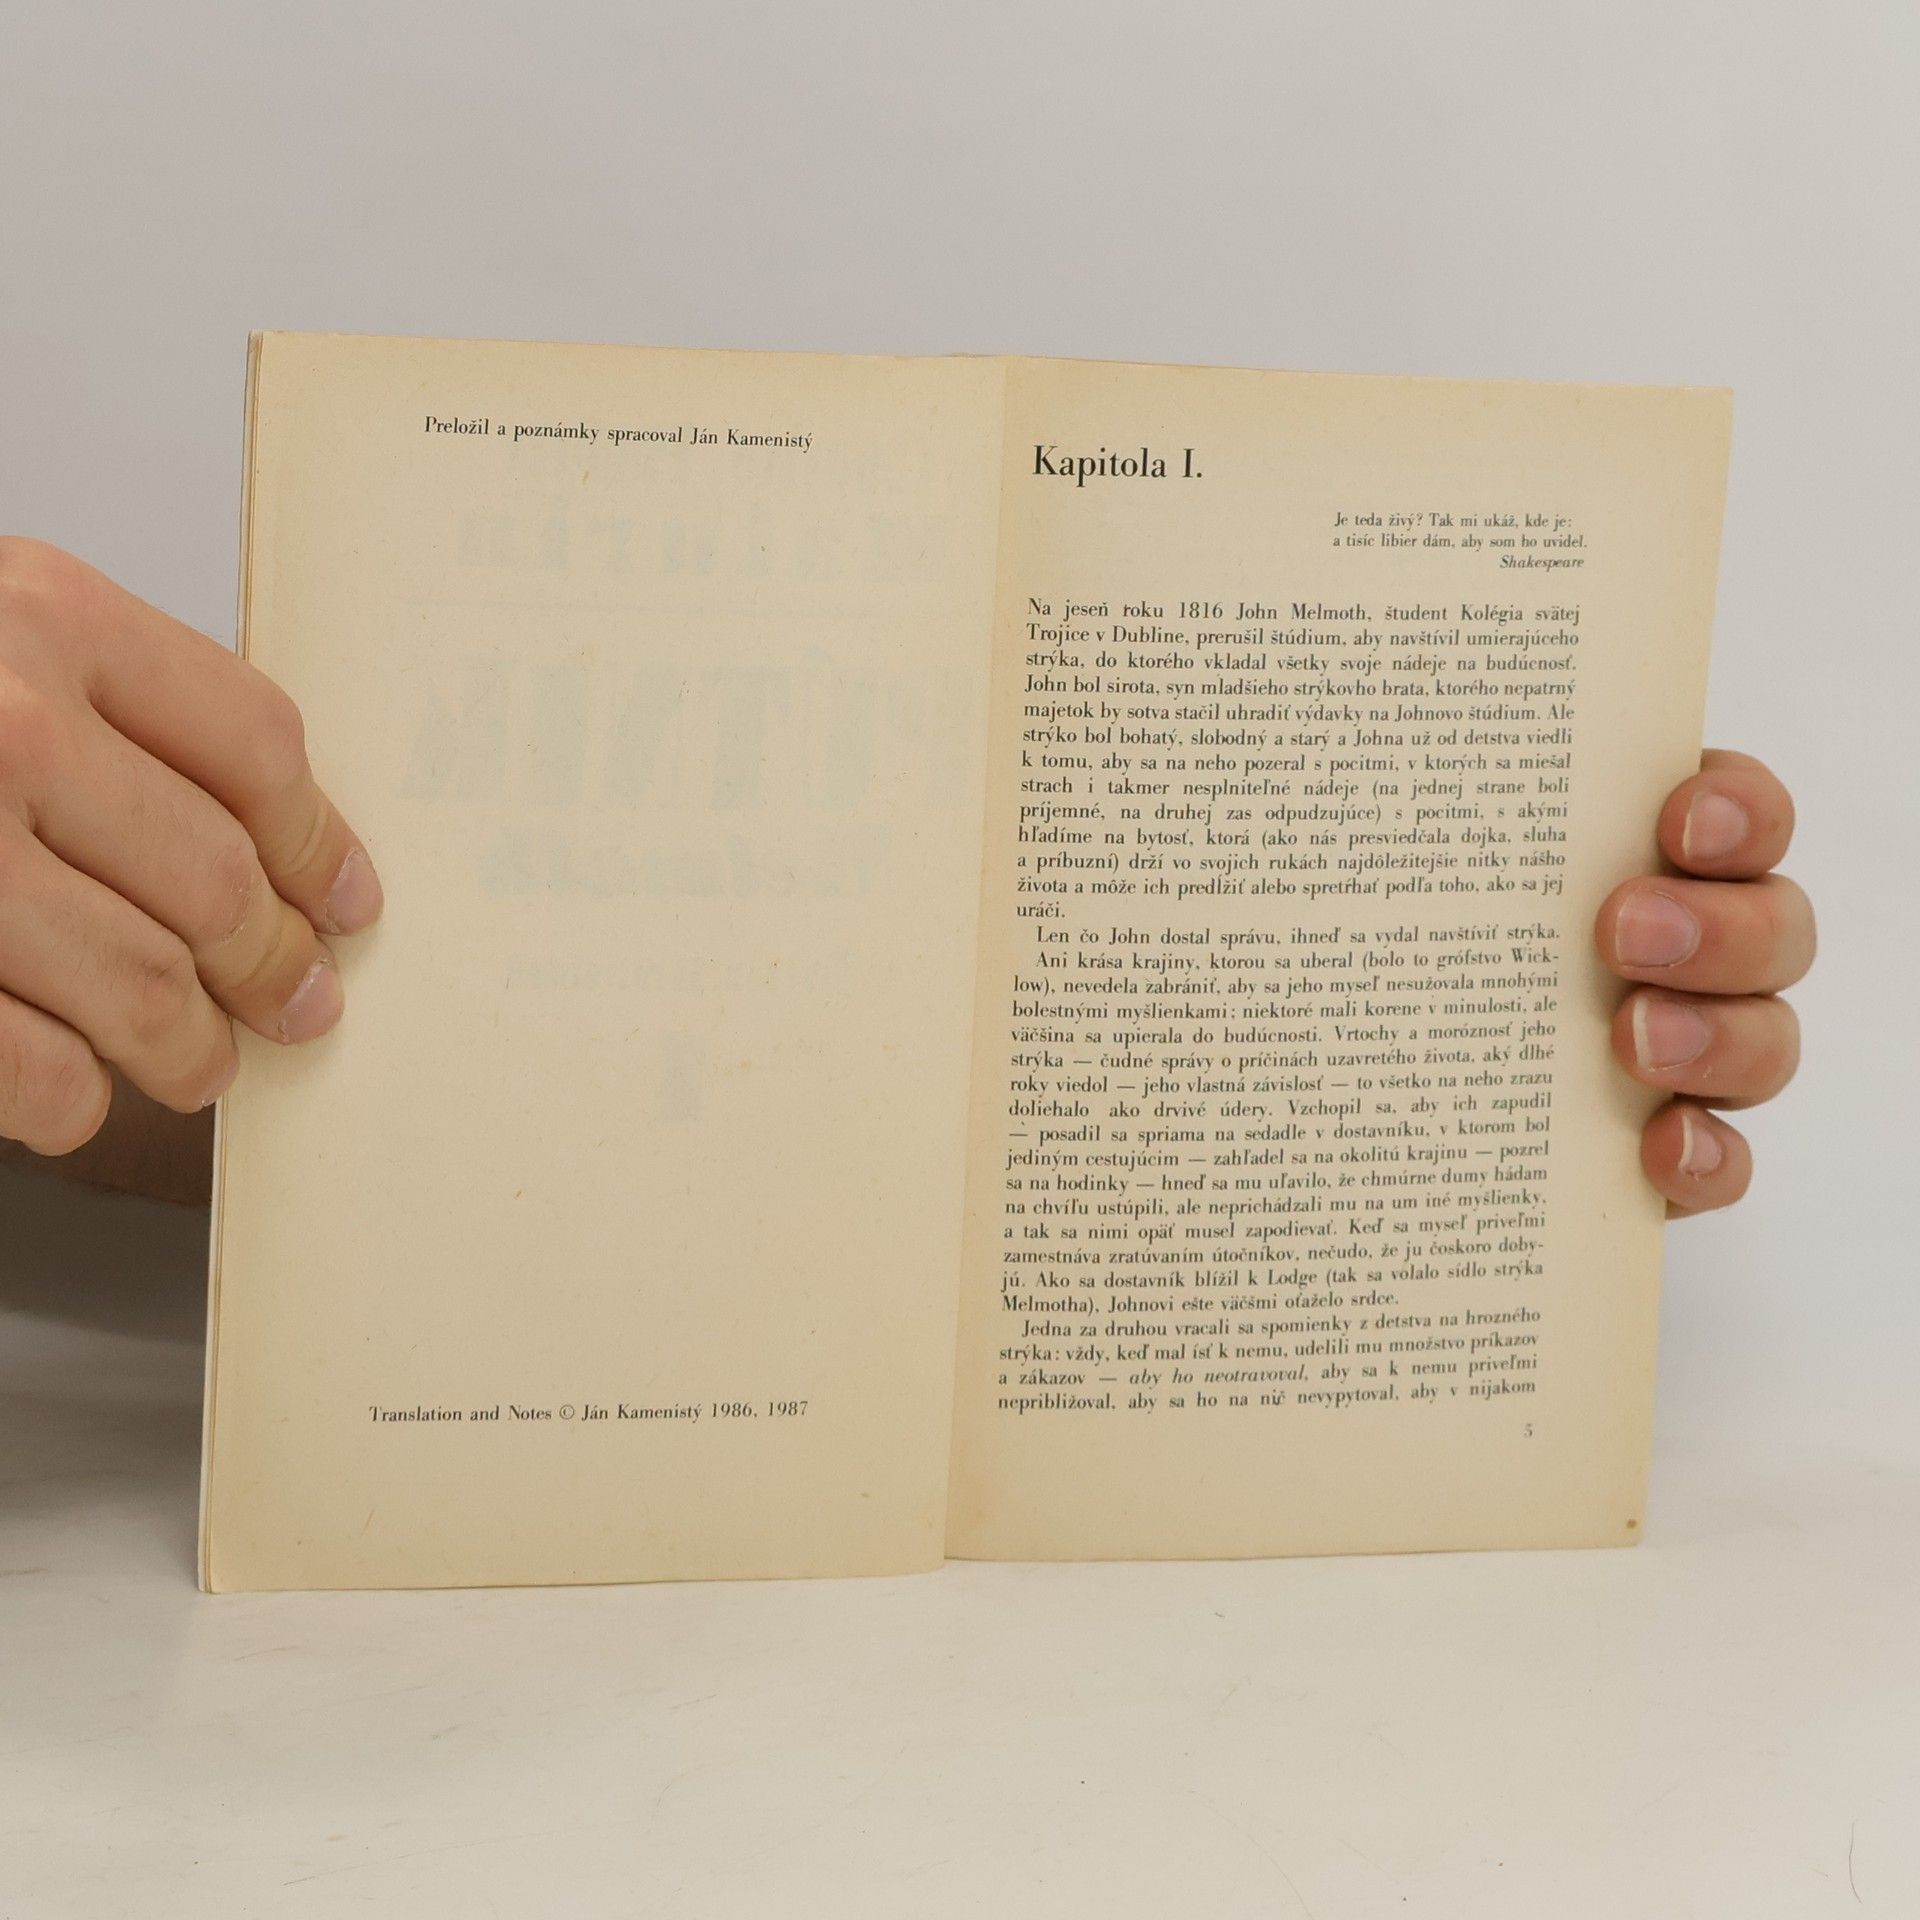 Preložil a poznámky spracoval Ján Kamenistý
Translation and Notes © Ján Kamenistý 1986, 1987
Kapitola I.
Je teda živý? Tak mi ukáž, kde je:
a tisíc libier dám, aby som ho uvidel.
Shakespeare
Na jeseň roku 1816 John Melmoth, študent Kolégia svätej
Trojice v Dubline, prerušil štúdium, aby navštívil umierajúceho
strýka, do ktorého vkladal všetky svoje nádeje na budúcnosť.
John bol sirota, syn mladšieho strýkovho brata, ktorého nepatrný
majetok by sotva stačil uhradiť výdavky na Johnovo štúdium. Ale
strýko bol bohatý, slobodný a starý a Johna už od detstva viedli
k tomu, aby sa na neho pozeral s pocitmi, v ktorých sa miešal
strach i takmer nesplniteľné nádeje (na jednej strane boli
príjemné, na druhej zas odpudzujúce) s pocitmi, s akými
hľadíme na bytosť, ktorá (ako nás presviedčala dojka, sluha
a príbuzní) drží vo svojich rukách najdôležitejšie nitky nášho
života a môže ich predĺžiť alebo spretŕhať podľa toho, ako sa jej
uráči.
Len čo John dostal správu, ihneď sa vydal navštíviť strýka.
Ani krása krajiny, ktorou sa uberal (bolo to grófstvo Wick-
low), nevedela zabrániť, aby sa jeho myseľ nesužovala mnohými
bolestnými myšlienkami; niektoré mali korene v minulosti, ale
väčšina sa upierala do budúcnosti. Vrtochy a moróznosť jeho
strýka — čudné správy o príčinách uzavretého života, aký dlhé
roky viedol — jeho vlastná závislosť — to všetko na neho zrazu
doliehalo ako drvivé údery. Vzchopil sa, aby ich zapudil
— posadil sa spriama na sedadle v dostavníku, v ktorom bol
jediným cestujúcim — zahľadel sa na okolitú krajinu — pozrel
sa na hodinky — hneď sa mu uľavilo, že chmúrne dumy hádam
na chvíľu ustúpili, ale neprichádzali mu na um iné myšlienky,
a tak sa nimi opäť musel zapodievať. Keď sa myseľ priveľmi
zamestnáva zratúvaním útočníkov, nečudo, že ju čoskoro doby-
jú. Ako sa dostavník blížil k Lodge (tak sa volalo sídlo strýka
Melmotha), Johnovi ešte väčšmi oťaželo srdce.
Jedna za druhou vracali sa spomienky z detstva na hrozného
strýka: vždy, keď mal ísť k nemu, udelili mu množstvo príkazov
a zákazov — aby ho neotravoval, aby sa k nemu priveľmi
nepribližoval, aby sa ho na nič nevypytoval, aby v nijakom
5